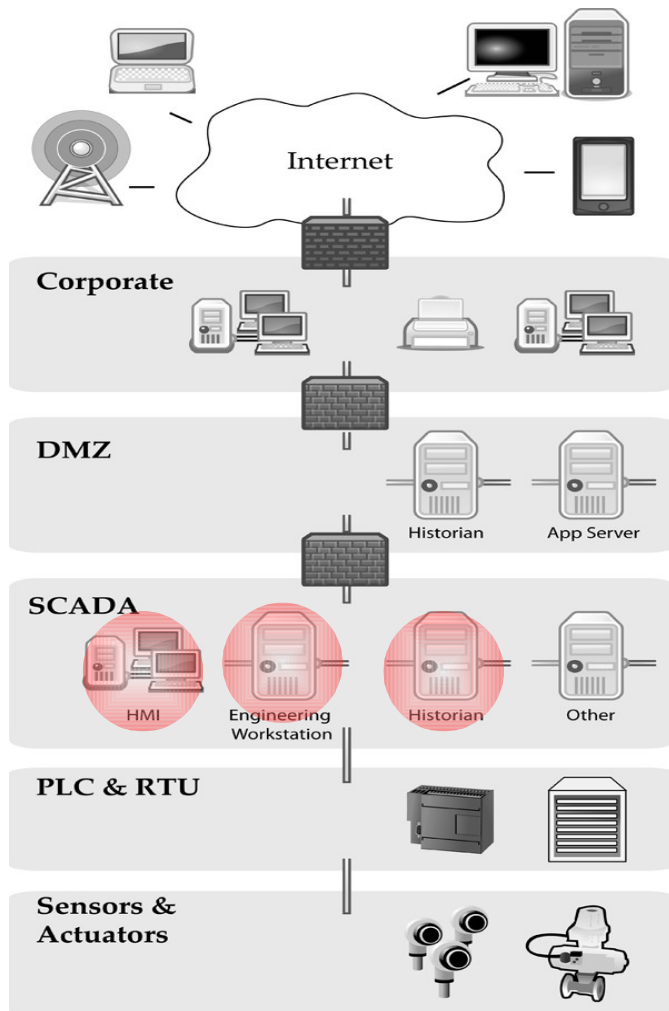 Internet
Corporate
DMZ
Historian
App Server
SCADA
HMI
Engineering
Workstation
Historian
Other
PLC & RTU
Sensors &
Actuators